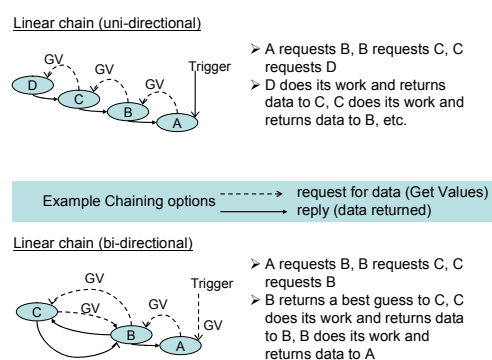 Linear chain (uni-directional)
GV
GV
GV
Trigger
D
C
B
A
➢ A requests B, B requests C, C
requests D
➢ D does its work and returns
data to C, C does its work and
returns data to B, etc.
Example Chaining options
request for data (Get Values)
reply (data returned)
Linear chain (bi-directional)
GV
Trigger
GV
GV
GV
C
B
A
➢ A requests B, B requests C, C
requests B
➢ B returns a best guess to C, C
does its work and returns data
to B, B does its work and
returns data to A